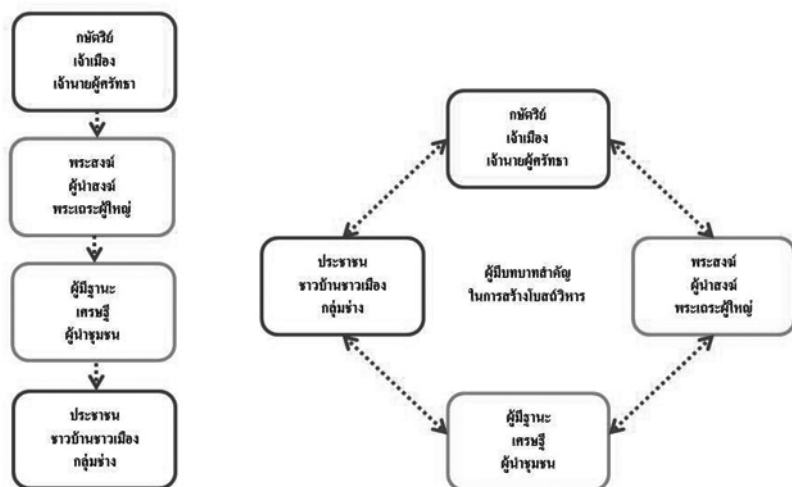 กษัตริย์
เจ้าเมือง
เจ้านายผู้ศรัทธา
พระสงฆ์
ผู้นำสงฆ์
พระเถระผู้ใหญ่
ผู้มีฐานะ
เศรษฐี
ผู้นำชุมชน
ประชาชน
ชาวบ้านชาวเมือง
กลุ่มช่าง
กษัตริย์
เจ้าเมือง
เจ้านายผู้ศรัทธา
ประชาชน
ชาวบ้านชาวเมือง
กลุ่มช่าง
ผู้มีบทบาทสำคัญ
ในการสร้างโบสถ์วิหาร
พระสงฆ์
ผู้นำสงฆ์
พระเถระผู้ใหญ่
ผู้มีฐานะ
เศรษฐี
ผู้นำชุมชน